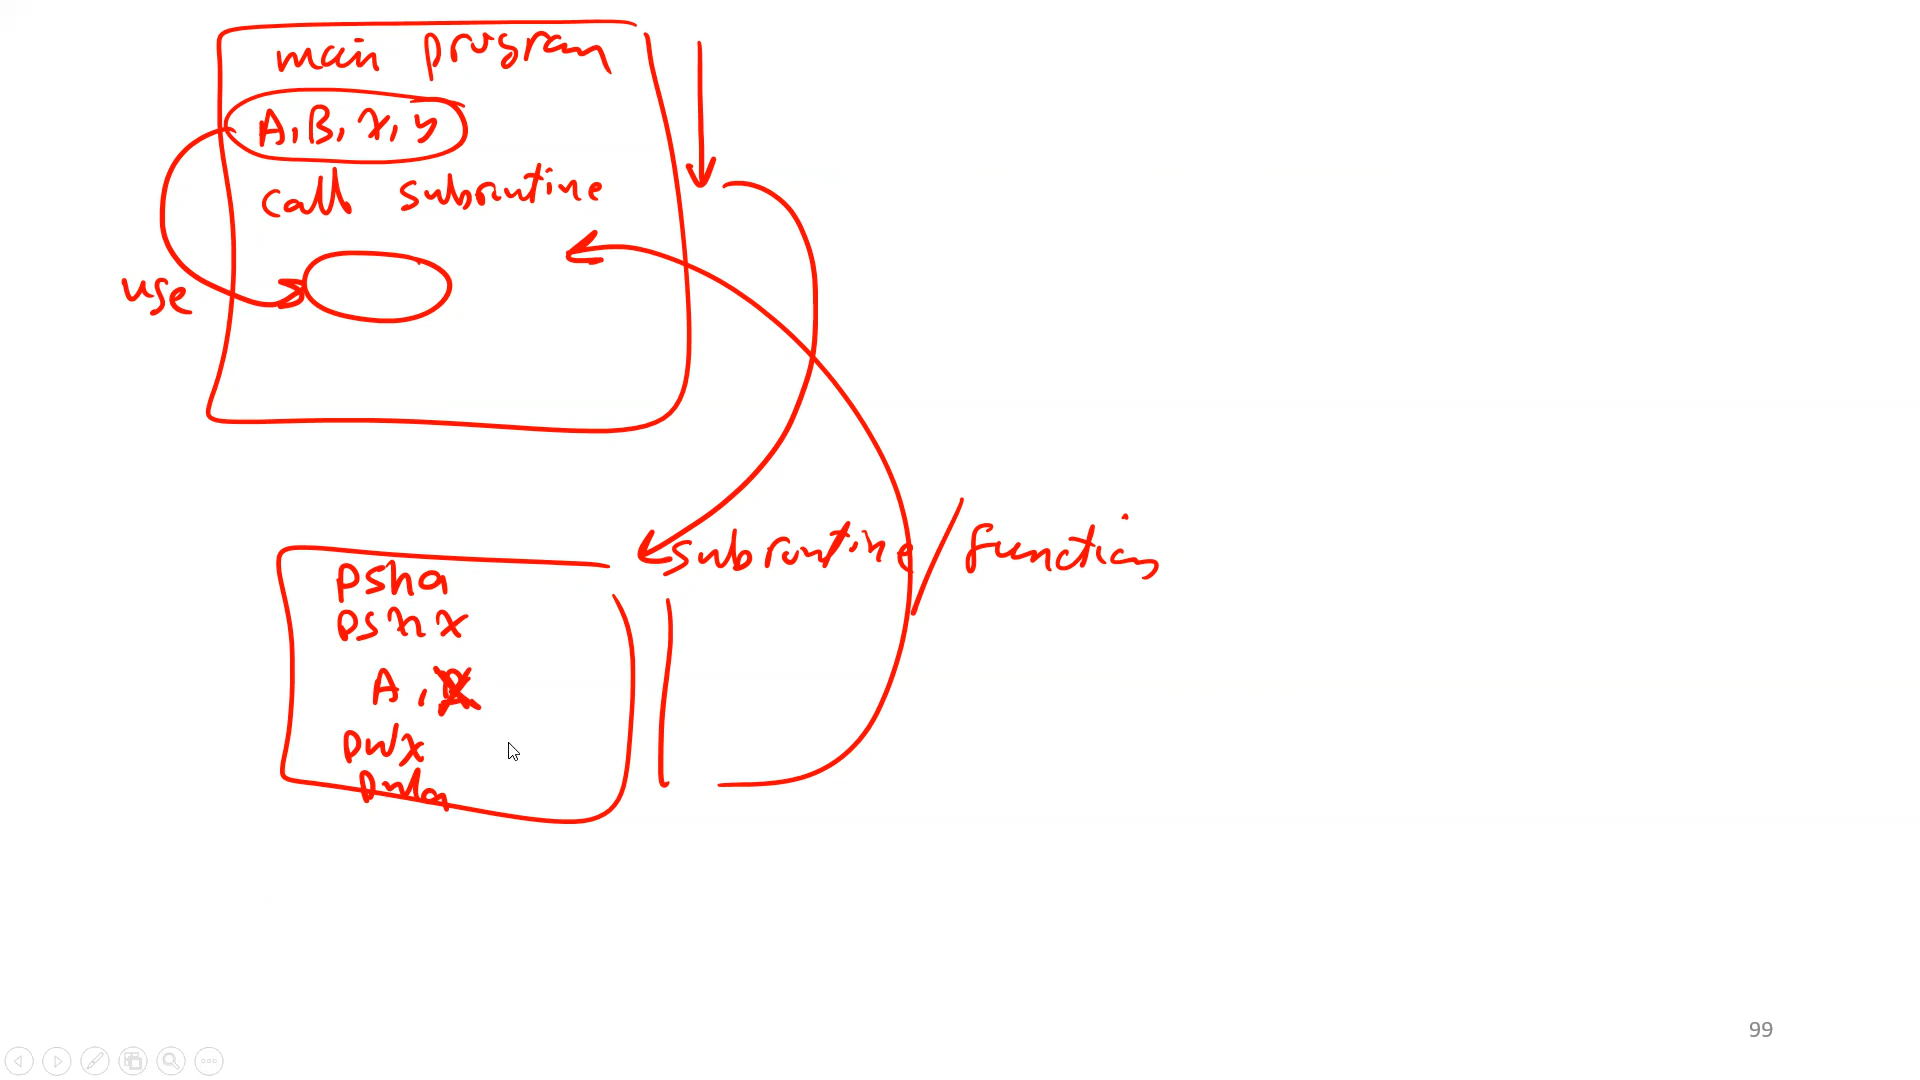 main program
A, B, x, y
call subroutine
use
subroutine / function
psha
pshx
A,
pulx
pula
99